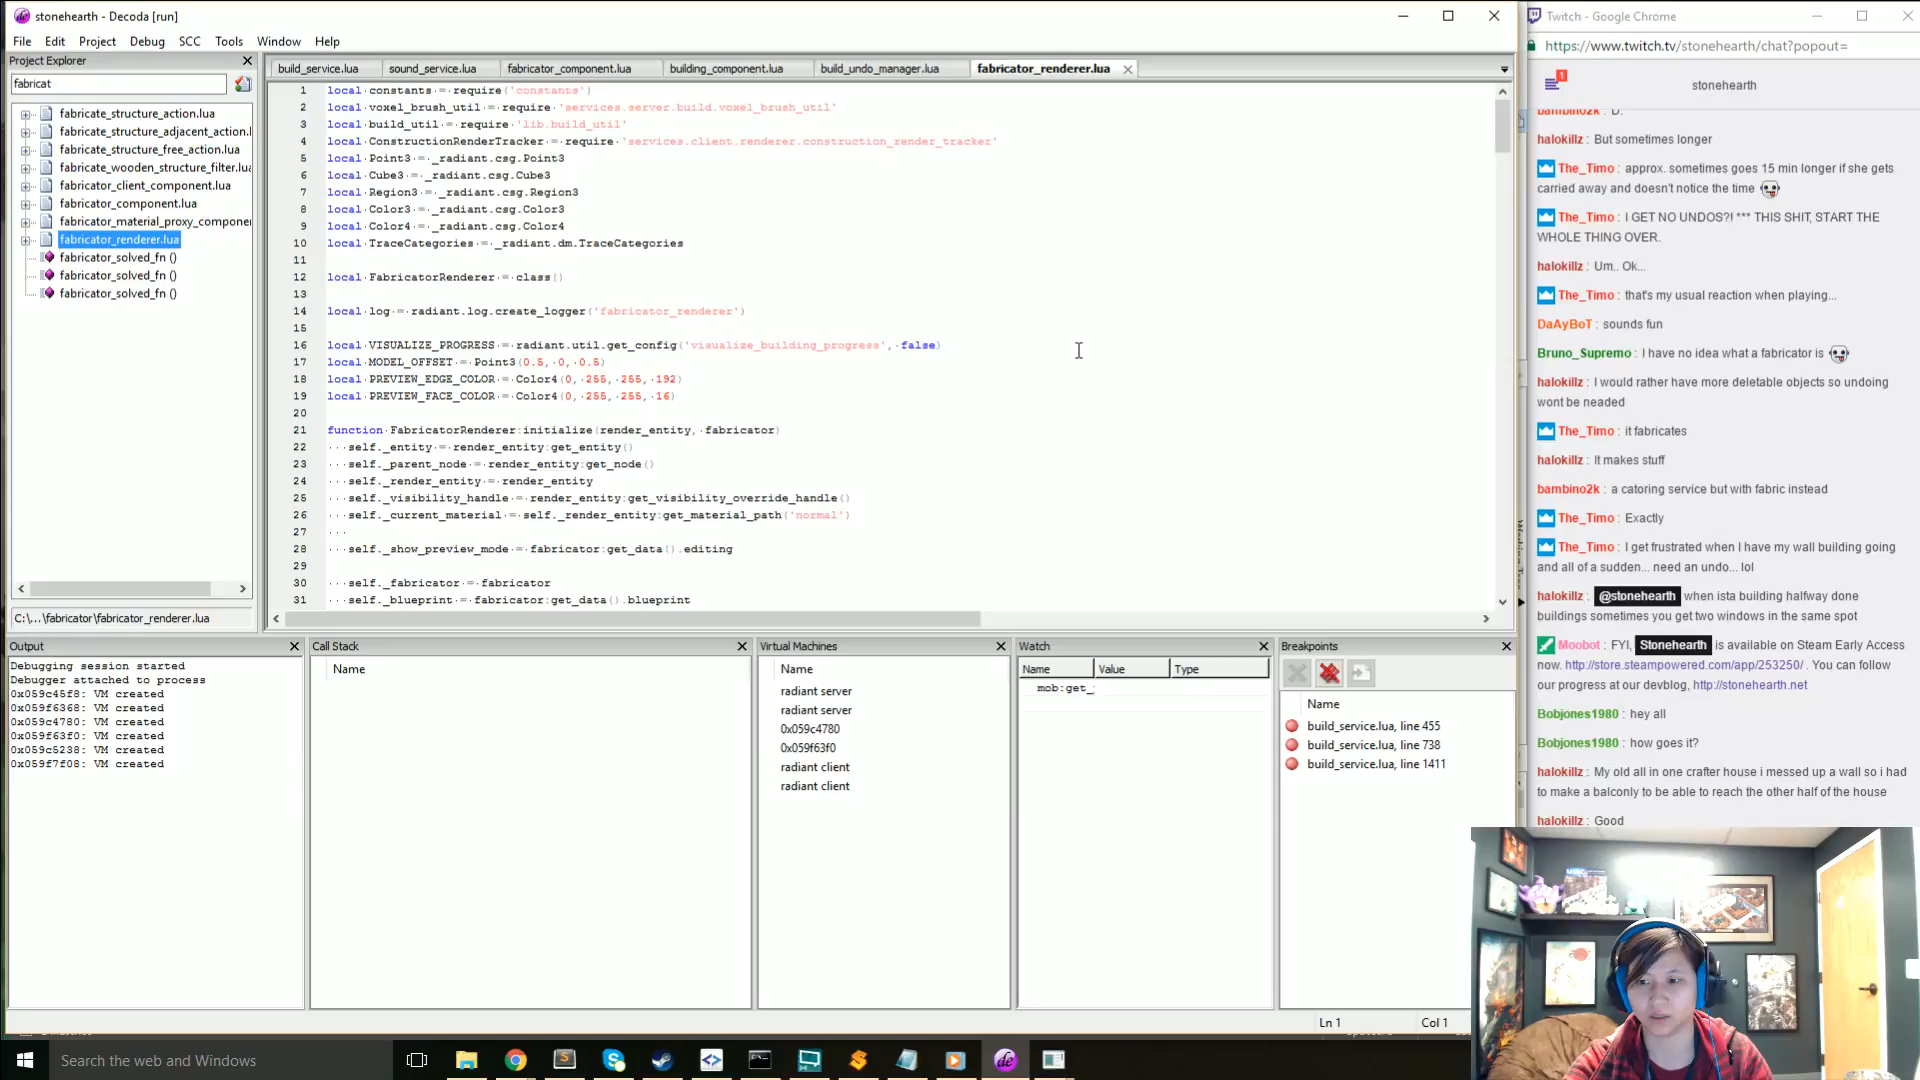 stonehearth - Decoda [run]
File Edit Project Debug SCC Tools Window Help
Project Explorer
fabricat
fabricate_structure_action.lua
fabricate_structure_adjacent_action.l
fabricate_structure_free_action.lua
fabricate_wooden_structure_filter.lua
fabricator_client_component.lua
fabricator_component.lua
fabricator_material_proxy_componen
fabricator_renderer.lua
fabricator_solved_fn ()
fabricator_solved_fn ()
fabricator_solved_fn ()
C:\...\fabricator\fabricator_renderer.lua
build_service.lua sound_service.lua fabricator_component.lua building_component.lua build_undo_manager.lua fabricator_renderer.lua
1 local constants = require('constants')
2 local voxel_brush_util = require 'services.server.build.voxel_brush_util'
3 local build_util = require 'lib.build_util'
4 local ConstructionRenderTracker = require 'services.client.renderer.construction_render_tracker'
5 local Point3 = _radiant.csg.Point3
6 local Cube3 = _radiant.csg.Cube3
7 local Region3 = _radiant.csg.Region3
8 local Color3 = _radiant.csg.Color3
9 local Color4 = _radiant.csg.Color4
10 local TraceCategories = _radiant.dm.TraceCategories
11
12 local FabricatorRenderer = class()
13
14 local log = radiant.log.create_logger('fabricator_renderer')
15
16 local VISUALIZE_PROGRESS = radiant.util.get_config('visualize_building_progress', false)
17 local MODEL_OFFSET = Point3(0.5, 0, 0.5)
18 local PREVIEW_EDGE_COLOR = Color4(0, 255, 255, 192)
19 local PREVIEW_FACE_COLOR = Color4(0, 255, 255, 16)
20
21 function FabricatorRenderer:initialize(render_entity, fabricator)
22 self._entity = render_entity:get_entity()
23 self._parent_node = render_entity:get_node()
24 self._render_entity = render_entity
25 self._visibility_handle = render_entity:get_visibility_override_handle()
26 self._current_material = self._render_entity:get_material_path('normal')
27
28 self._show_preview_mode = fabricator:get_data().editing
29
30 self._fabricator = fabricator
31 self._blueprint = fabricator:get_data().blueprint
Output
Debugging session started
Debugger attached to process
0x059c45f8: VM created
0x059f6368: VM created
0x059c4780: VM created
0x059f63f0: VM created
0x059c5238: VM created
0x059f7f08: VM created
Call Stack
Name
Virtual Machines
Name
radiant server
radiant server
0x059c4780
0x059f63f0
radiant client
radiant client
Watch
Name Value Type
mob:get_
Breakpoints
Name
build_service.lua, line 455
build_service.lua, line 738
build_service.lua, line 1411
Ln 1 Col 1
Search the web and Windows
Twitch - Google Chrome
https://www.twitch.tv/stonehearth/chat?popout=
1
stonehearth
bambino2k : D:
halokillz : But sometimes longer
The_Timo : approx. sometimes goes 15 min longer if she gets
carried away and doesn't notice the time
The_Timo : I GET NO UNDOS?! *** THIS SHIT, START THE
WHOLE THING OVER.
halokillz : Um.. Ok...
The_Timo : that's my usual reaction when playing...
DaAyBoT : sounds fun
Bruno_Supremo : I have no idea what a fabricator is
halokillz : I would rather have more deletable objects so undoing
wont be neaded
The_Timo : it fabricates
halokillz : It makes stuff
bambino2k : a catoring service but with fabric instead
The_Timo : Exactly
The_Timo : I get frustrated when I have my wall building going
and all of a sudden... need an undo... lol
halokillz : @stonehearth when ista building halfway done
buildings sometimes you get two windows in the same spot
Moobot : FYI, Stonehearth is available on Steam Early Access
now. http://store.steampowered.com/app/253250/ . You can follow
our progress at our devblog, http://stonehearth.net
Bobjones1980 : hey all
Bobjones1980 : how goes it?
halokillz : My old all in one crafter house i messed up a wall so i had
to make a balconly to be able to reach the other half of the house
halokillz : Good